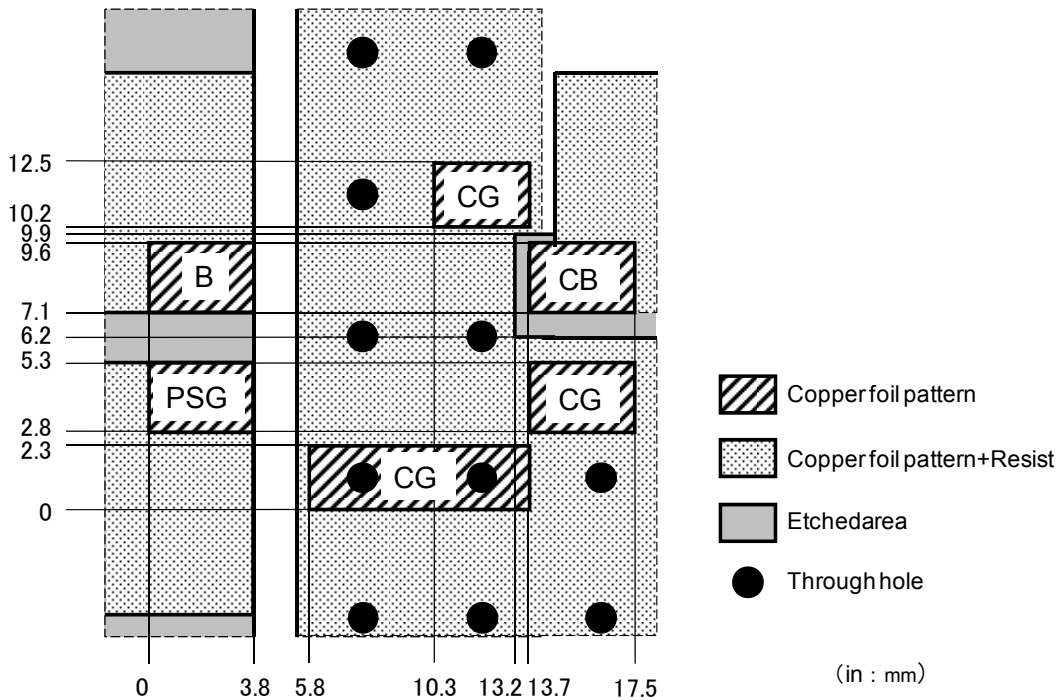 12.5
CG
10.2
9.9
9.6
B
CB
7.1
6.2
5.3
PSG
CG
2.8
2.3
CG
0
0
3.8
5.8
10.3
13.2
13.7
17.5
Copper foil pattern
Copper foil pattern+Resist
Etchedarea
Through hole
(in : mm)